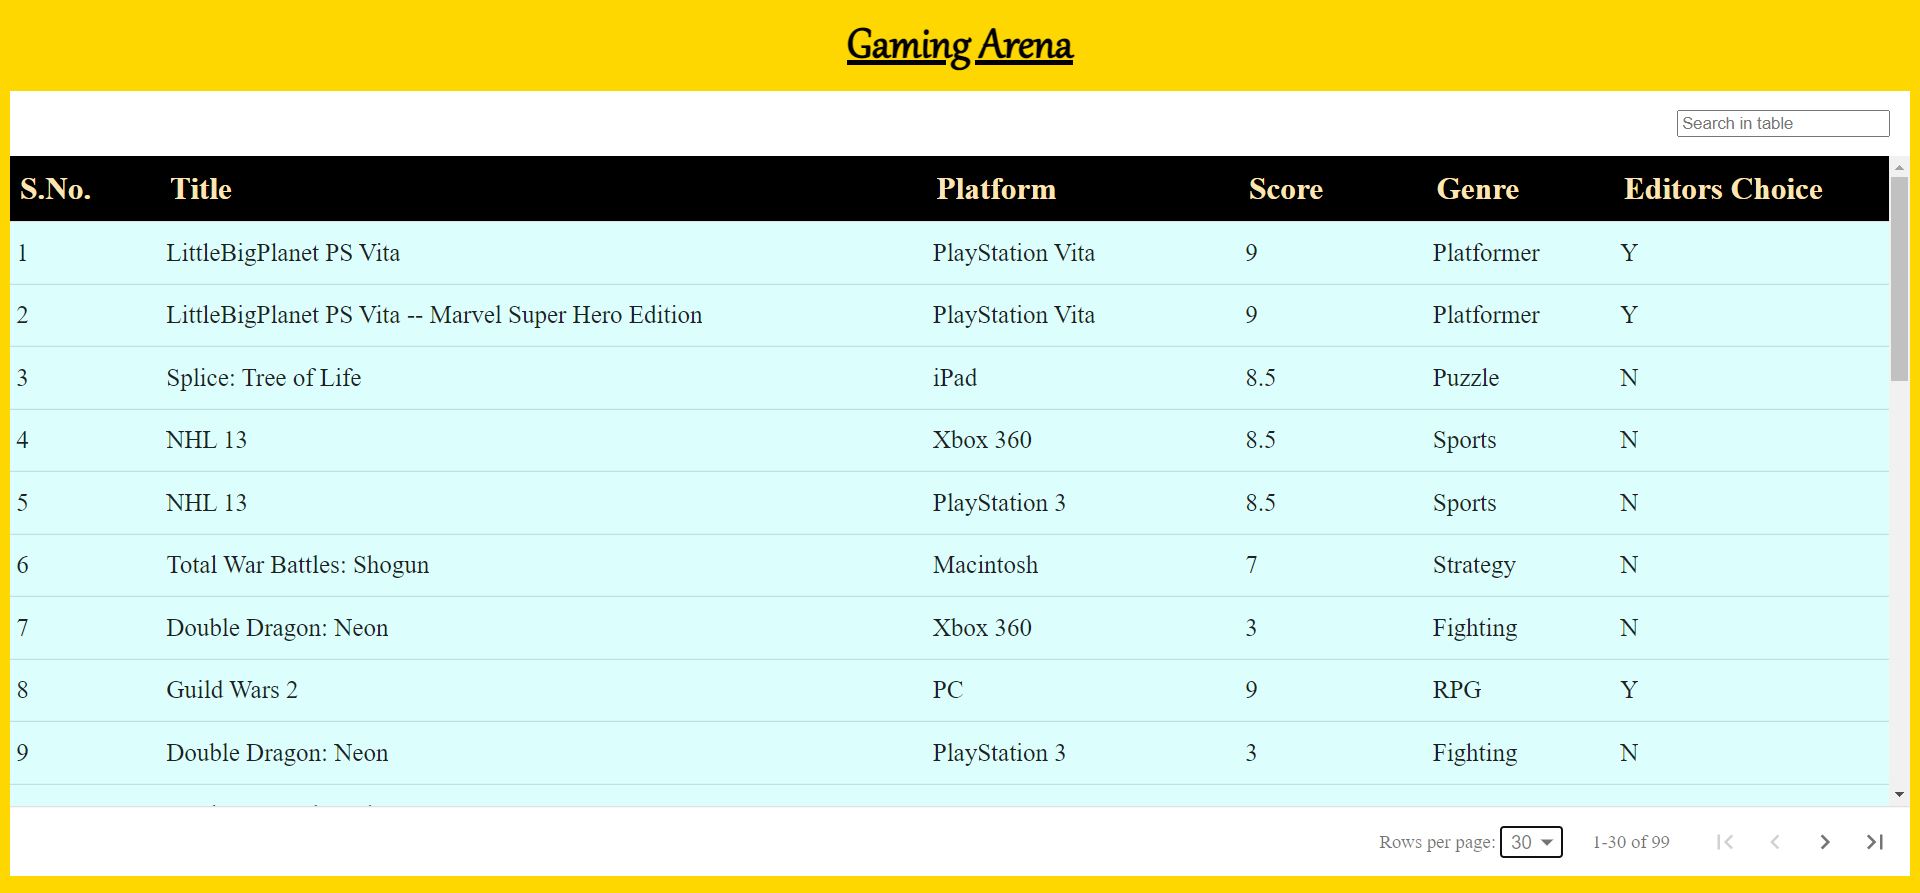 Gaming Arena
Search in table
S.No. Title Platform Score Genre Editors Choice
1 LittleBigPlanet PS Vita PlayStation Vita 9 Platformer Y
2 LittleBigPlanet PS Vita -- Marvel Super Hero Edition PlayStation Vita 9 Platformer Y
3 Splice: Tree of Life iPad 8.5 Puzzle N
4 NHL 13 Xbox 360 8.5 Sports N
5 NHL 13 PlayStation 3 8.5 Sports N
6 Total War Battles: Shogun Macintosh 7 Strategy N
7 Double Dragon: Neon Xbox 360 3 Fighting N
8 Guild Wars 2 PC 9 RPG Y
9 Double Dragon: Neon PlayStation 3 3 Fighting N
Rows per page: 30 1-30 of 99